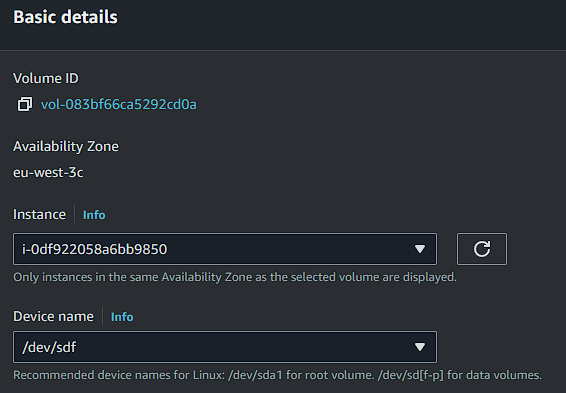 Basic details
Volume ID
vol-083bf66ca5292cd0a
Availability Zone
eu-west-3c
Instance Info
i-0df922058a6bb9850
Only instances in the same Availability Zone as the selected volume are displayed.
Device name Info
/dev/sdf
Recommended device names for Linux: /dev/sda1 for root volume. /dev/sd[f-p] for data volumes.